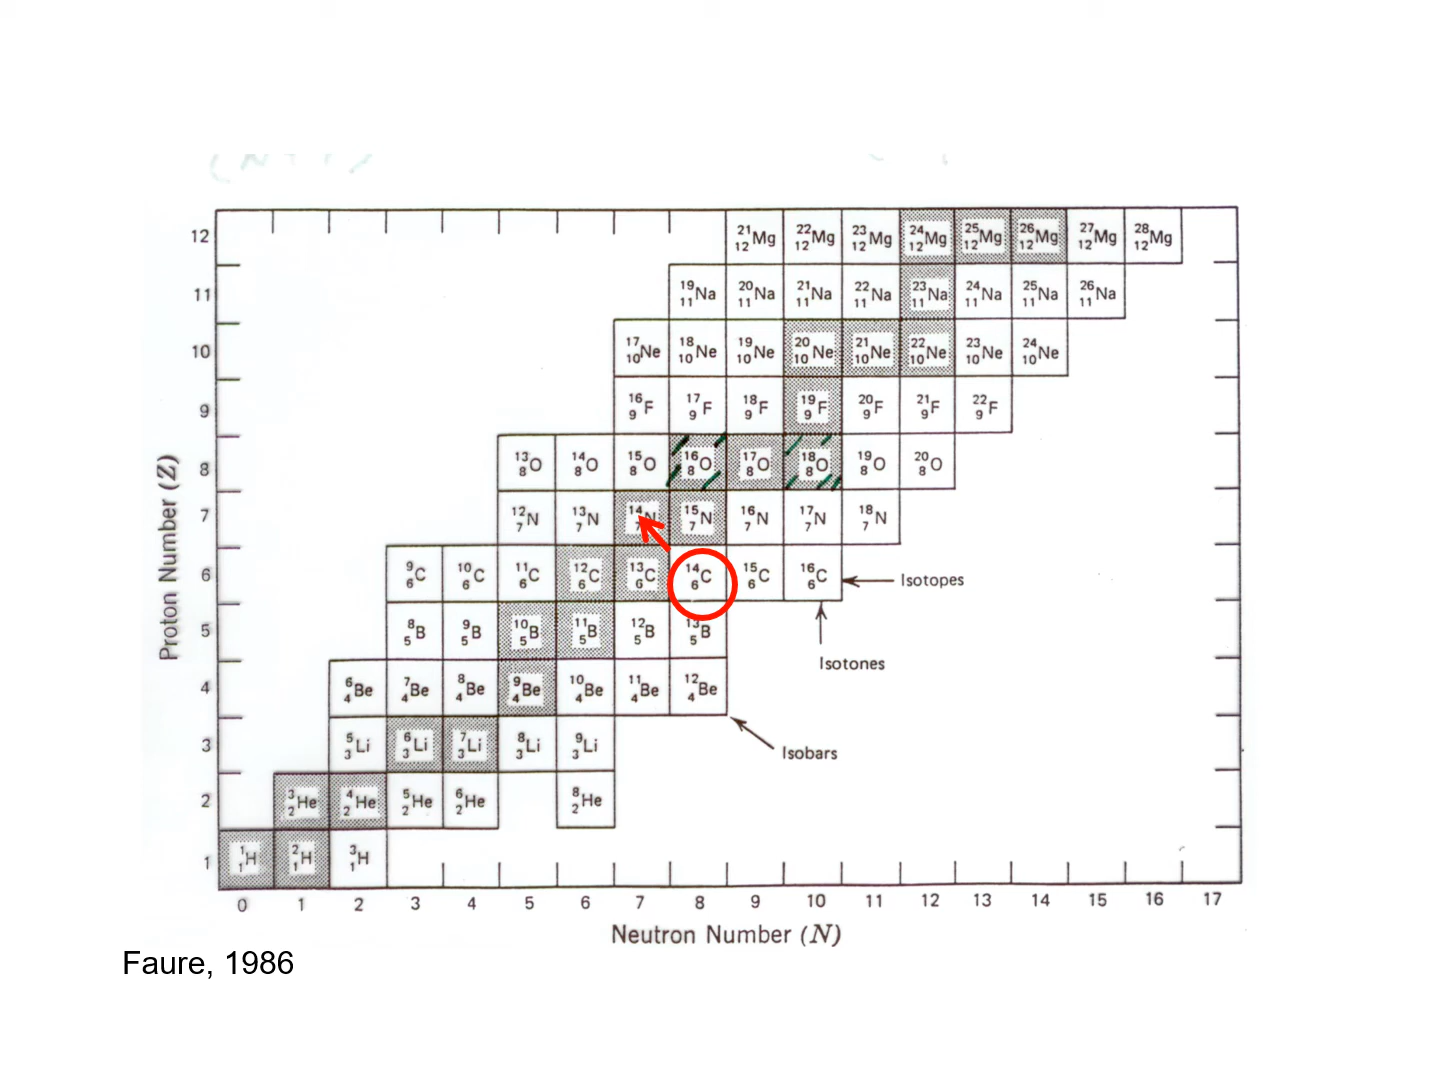 12 ²¹₁₂Mg ²²₁₂Mg ²³₁₂Mg ²⁴₁₂Mg ²⁵₁₂Mg ²⁶₁₂Mg ²⁷₁₂Mg ²⁸₁₂Mg
11 ¹⁹₁₁Na ²⁰₁₁Na ²¹₁₁Na ²²₁₁Na ²³₁₁Na ²⁴₁₁Na ²⁵₁₁Na ²⁶₁₁Na
10 ¹⁷₁₀Ne ¹⁸₁₀Ne ¹⁹₁₀Ne ²⁰₁₀Ne ²¹₁₀Ne ²²₁₀Ne ²³₁₀Ne ²⁴₁₀Ne
9 ¹⁶₉F ¹⁷₉F ¹⁸₉F ¹⁹₉F ²⁰₉F ²¹₉F ²²₉F
8 ¹³₈O ¹⁴₈O ¹⁵₈O ¹⁶₈O ¹⁷₈O ¹⁸₈O ¹⁹₈O ²⁰₈O
7 ¹²₇N ¹³₇N ¹⁴₇N ¹⁵₇N ¹⁶₇N ¹⁷₇N ¹⁸₇N
6 ⁹₆C ¹⁰₆C ¹¹₆C ¹²₆C ¹³₆C ¹⁴₆C ¹⁵₆C ¹⁶₆C Isotopes
5 ⁸₅B ⁹₅B ¹⁰₅B ¹¹₅B ¹²₅B ¹³₅B
Isotones
4 ⁶₄Be ⁷₄Be ⁸₄Be ⁹₄Be ¹⁰₄Be ¹¹₄Be ¹²₄Be
3 ⁵₃Li ⁶₃Li ⁷₃Li ⁸₃Li ⁹₃Li
Isobars
2 ³₂He ⁴₂He ⁵₂He ⁶₂He ⁸₂He
1 ¹₁H ²₁H ³₁H
0 1 2 3 4 5 6 7 8 9 10 11 12 13 14 15 16 17
Proton Number (Z)
Neutron Number (N)
Faure, 1986